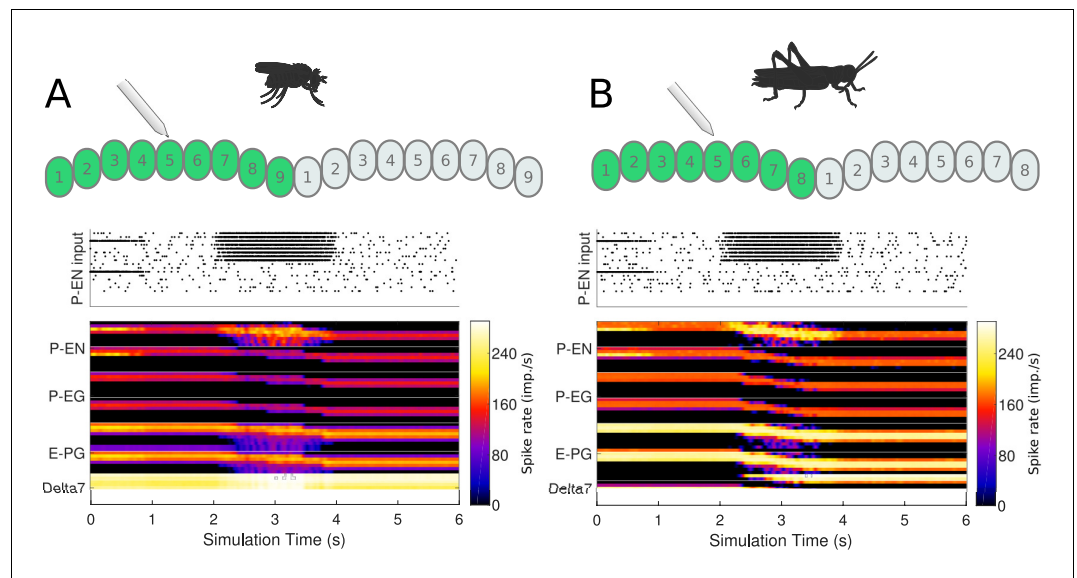 A
1 2 3 4 5 6 7 8 9 1 2 3 4 5 6 7 8 9
P-EN input
P-EN
P-EG
E-PG
Delta7
0 1 2 3 4 5 6
Simulation Time (s)
240
160
80
0
Spike rate (imp./s)
B
1 2 3 4 5 6 7 8 1 2 3 4 5 6 7 8
P-EN input
P-EN
P-EG
E-PG
Delta7
0 1 2 3 4 5 6
Simulation Time (s)
240
160
80
0
Spike rate (imp./s)